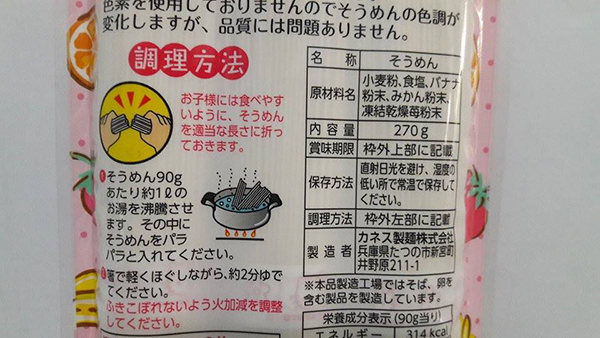 色素を使用しておりませんのでそうめんの色調が
変化しますが、品質には問題ありません。
調理方法
お子様には食べやす
いように、そうめん
を適当な長さに折っ
ておきます。
1 そうめん90g
あたり約1ℓの
お湯を沸騰させ
ます。その中に
そうめんをパラ
パラと入れてください。
2 箸で軽くほぐしながら、約2分ゆで
てください。
ふきこぼれないよう火加減を調整
してください。
名 称 そうめん
原材料名 小麦粉、食塩、バナナ
粉末、みかん粉末、
凍結乾燥苺粉末
内 容 量 270g
賞味期限 枠外上部に記載
保存方法 直射日光を避け、湿度の
低い所で常温で保存し
てください。
調理方法 枠外左部に記載
製 造 者 カネス製麺株式会社
兵庫県たつの市新宮町
井野原211-1
※本品製造工場ではそば、卵を
含む製品を製造しています。
栄養成分表示(90g当り)
エネルギー 314kcal